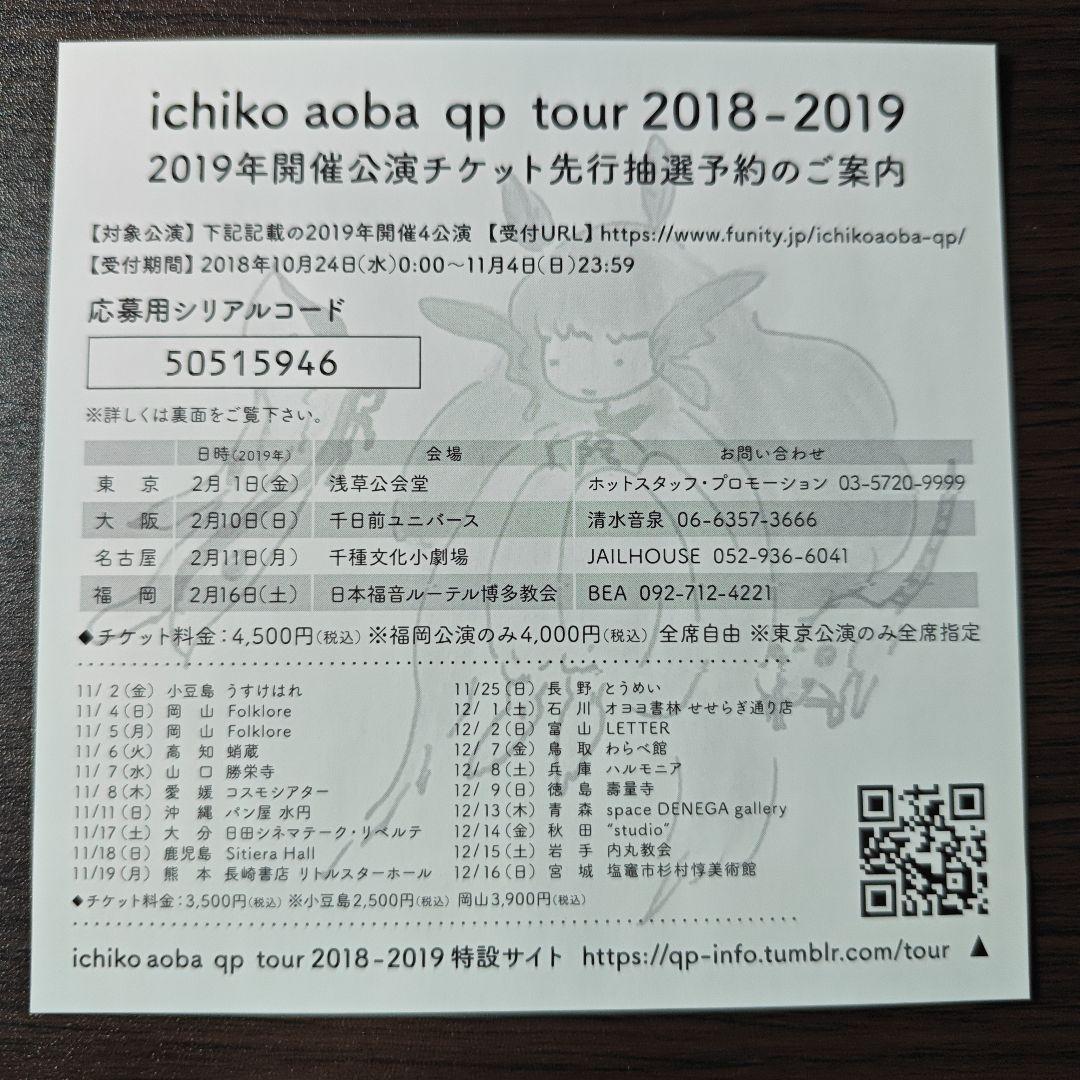 ichiko aoba qp tour 2018-2019
2019年開催公演チケット先行抽選予約のご案内
【対象公演】下記記載の2019年開催4公演 【受付URL】https://www.funity.jp/ichikoaoba-qp/
【受付期間】2018年10月24日(水)0:00～11月4日(日)23:59
応募用シリアルコード
50515946
※詳しくは裏面をご覧下さい。
日時(2019年) 会場 お問い合わせ
東 京 2月 1日(金) 浅草公会堂 ホットスタッフ・プロモーション 03-5720-9999
大 阪 2月10日(日) 千日前ユニバース 清水音泉 06-6357-3666
名古屋 2月11日(月) 千種文化小劇場 JAILHOUSE 052-936-6041
福 岡 2月16日(土) 日本福音ルーテル博多教会 BEA 092-712-4221
◆チケット料金：4,500円(税込) ※福岡公演のみ4,000円(税込) 全席自由 ※東京公演のみ全席指定
11/ 2(金) 小豆島 うすけはれ
11/ 4(日) 岡 山 Folklore
11/ 5(月) 岡 山 Folklore
11/ 6(火) 高 知 蛸蔵
11/ 7(水) 山 口 勝栄寺
11/ 8(木) 愛 媛 コスモシアター
11/11(日) 沖 縄 パン屋 水円
11/17(土) 大 分 日田シネマテーク・リベルテ
11/18(日) 鹿児島 Sitiera Hall
11/19(月) 熊 本 長崎書店 リトルスターホール
11/25(日) 長 野 とうめい
12/ 1(土) 石 川 オヨヨ書林 せせらぎ通り店
12/ 2(日) 富 山 LETTER
12/ 7(金) 鳥 取 わらべ館
12/ 8(土) 兵 庫 ハルモニア
12/ 9(日) 徳 島 壽量寺
12/13(木) 青 森 space DENEGA gallery
12/14(金) 秋 田 "studio"
12/15(土) 岩 手 内丸教会
12/16(日) 宮 城 塩竈市杉村惇美術館
◆チケット料金：3,500円(税込) ※小豆島2,500円(税込) 岡山3,900円(税込)
ichiko aoba qp tour 2018-2019 特設サイト https://qp-info.tumblr.com/tour ▲